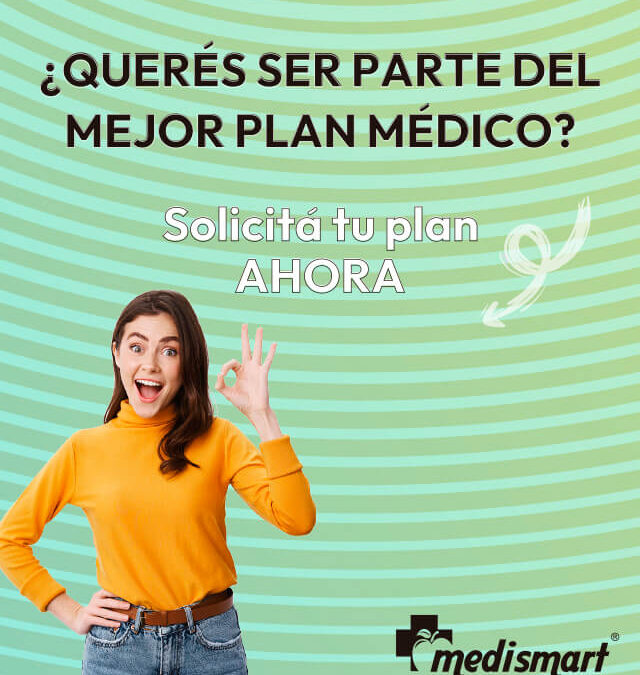 ¿QUERÉS SER PARTE DEL
MEJOR PLAN MÉDICO?
Solicitá tu plan
AHORA
medismart®